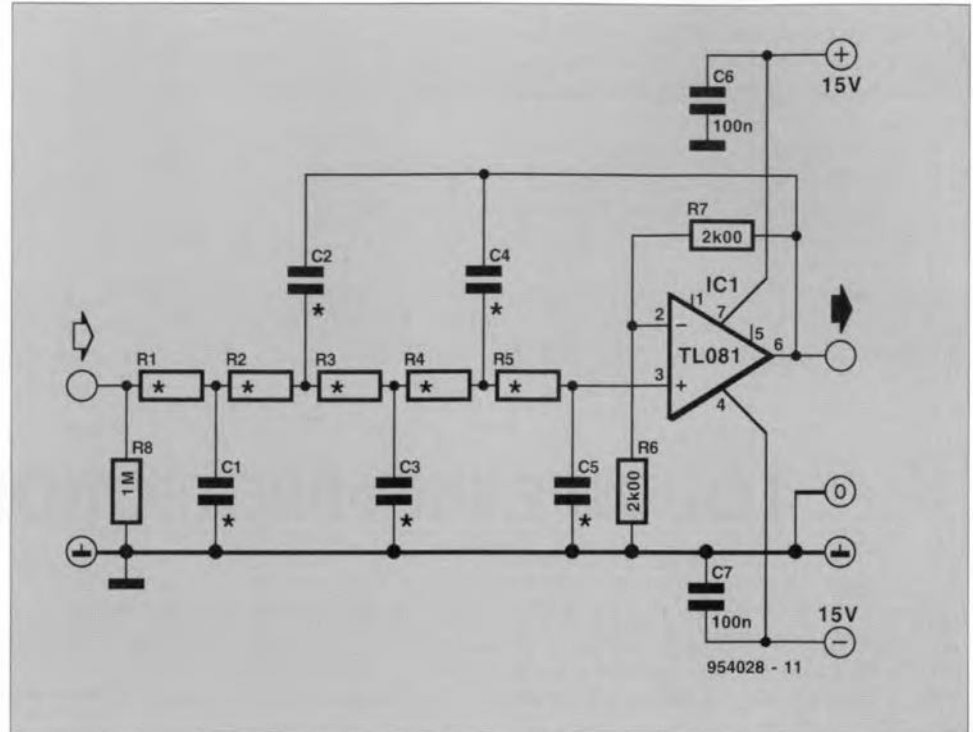 C6
+
15V
100n
R7
2k00
C2
*
C4
*
IC1
1
7
2
−
5
TL081
6
3
+
4
R1
*
R2
*
R3
*
R4
*
R5
*
R8
1M
C1
*
C3
*
C5
*
R6
2k00
0
C7
100n
15V
−
954028 - 11